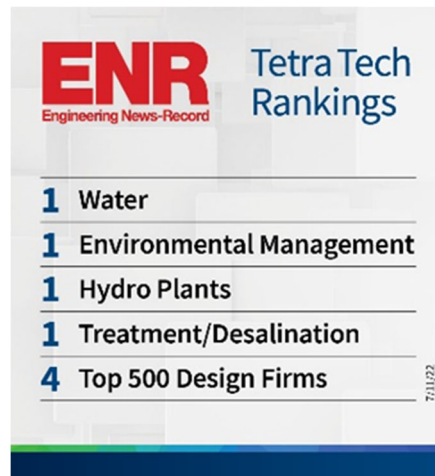 ENR
Engineering News-Record
Tetra Tech
Rankings
1 Water
1 Environmental Management
1 Hydro Plants
1 Treatment/Desalination
4 Top 500 Design Firms
7/11/22